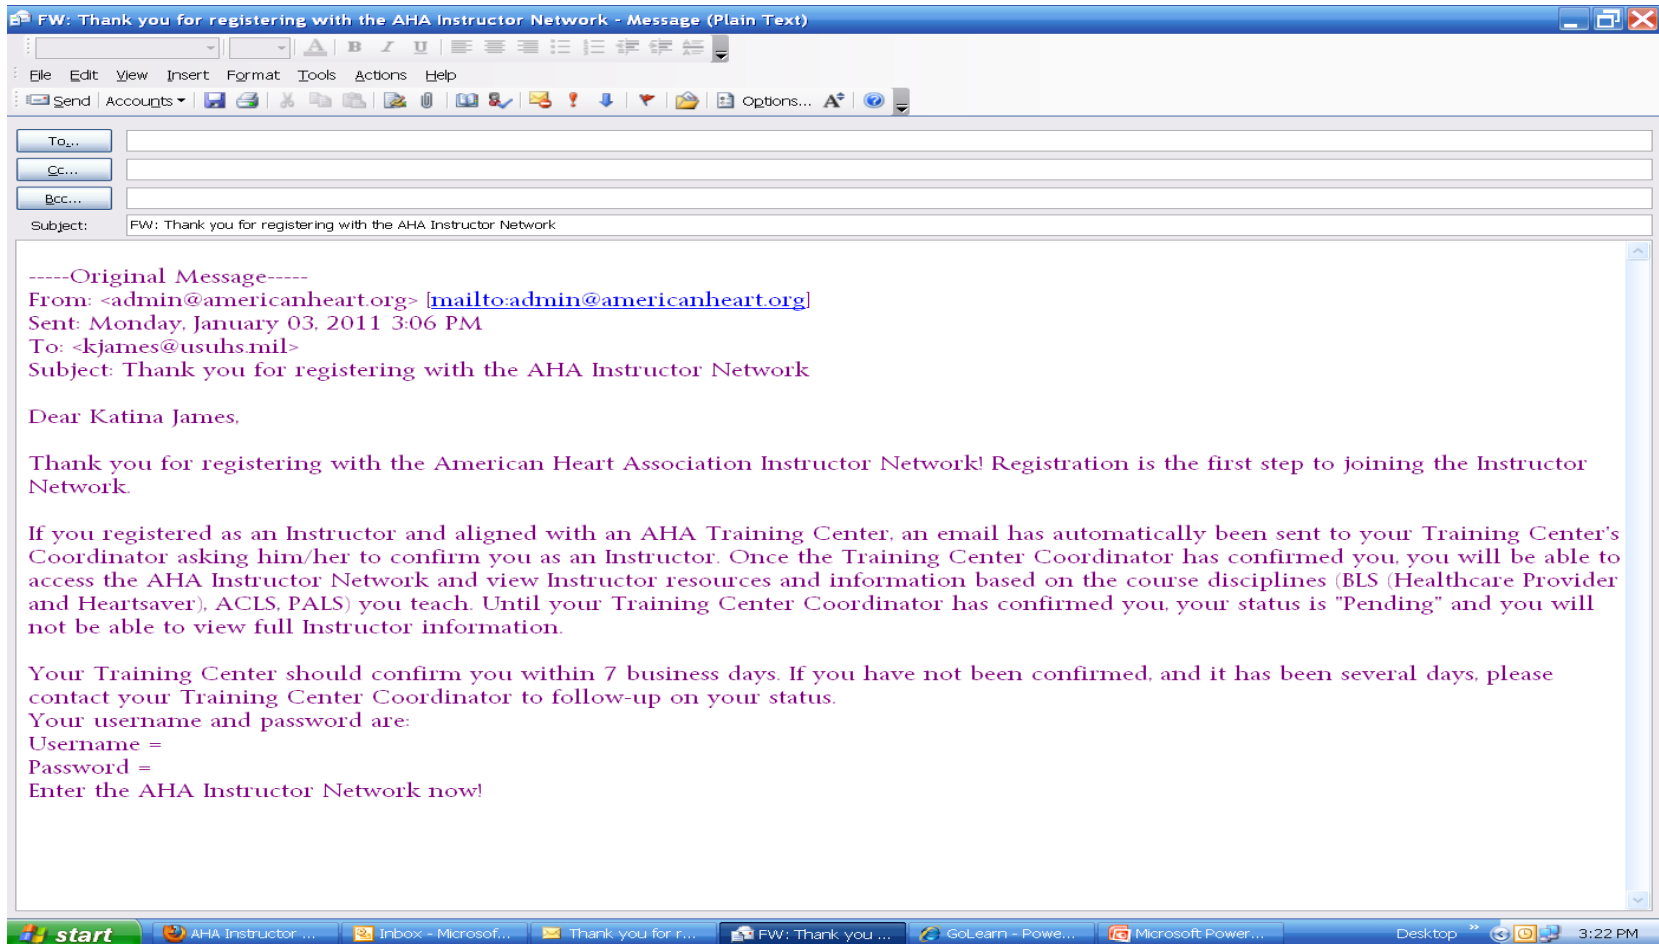 FW: Thank you for registering with the AHA Instructor Network - Message (Plain Text)
File Edit View Insert Format Tools Actions Help
Send Accounts Options...
To...
Cc...
Bcc...
Subject: FW: Thank you for registering with the AHA Instructor Network
-----Original Message-----
From: <admin@americanheart.org> [mailto:admin@americanheart.org]
Sent: Monday, January 03, 2011 3:06 PM
To: <kjames@usuhs.mil>
Subject: Thank you for registering with the AHA Instructor Network
Dear Katina James,
Thank you for registering with the American Heart Association Instructor Network! Registration is the first step to joining the Instructor
Network.
If you registered as an Instructor and aligned with an AHA Training Center, an email has automatically been sent to your Training Center's
Coordinator asking him/her to confirm you as an Instructor. Once the Training Center Coordinator has confirmed you, you will be able to
access the AHA Instructor Network and view Instructor resources and information based on the course disciplines (BLS (Healthcare Provider
and Heartsaver), ACLS, PALS) you teach. Until your Training Center Coordinator has confirmed you, your status is "Pending" and you will
not be able to view full Instructor information.
Your Training Center should confirm you within 7 business days. If you have not been confirmed, and it has been several days, please
contact your Training Center Coordinator to follow-up on your status.
Your username and password are:
Username =
Password =
Enter the AHA Instructor Network now!
start AHA Instructor ... Inbox - Microsof... Thank you for r... FW: Thank you ... GoLearn - Powe... Microsoft Power... Desktop 3:22 PM